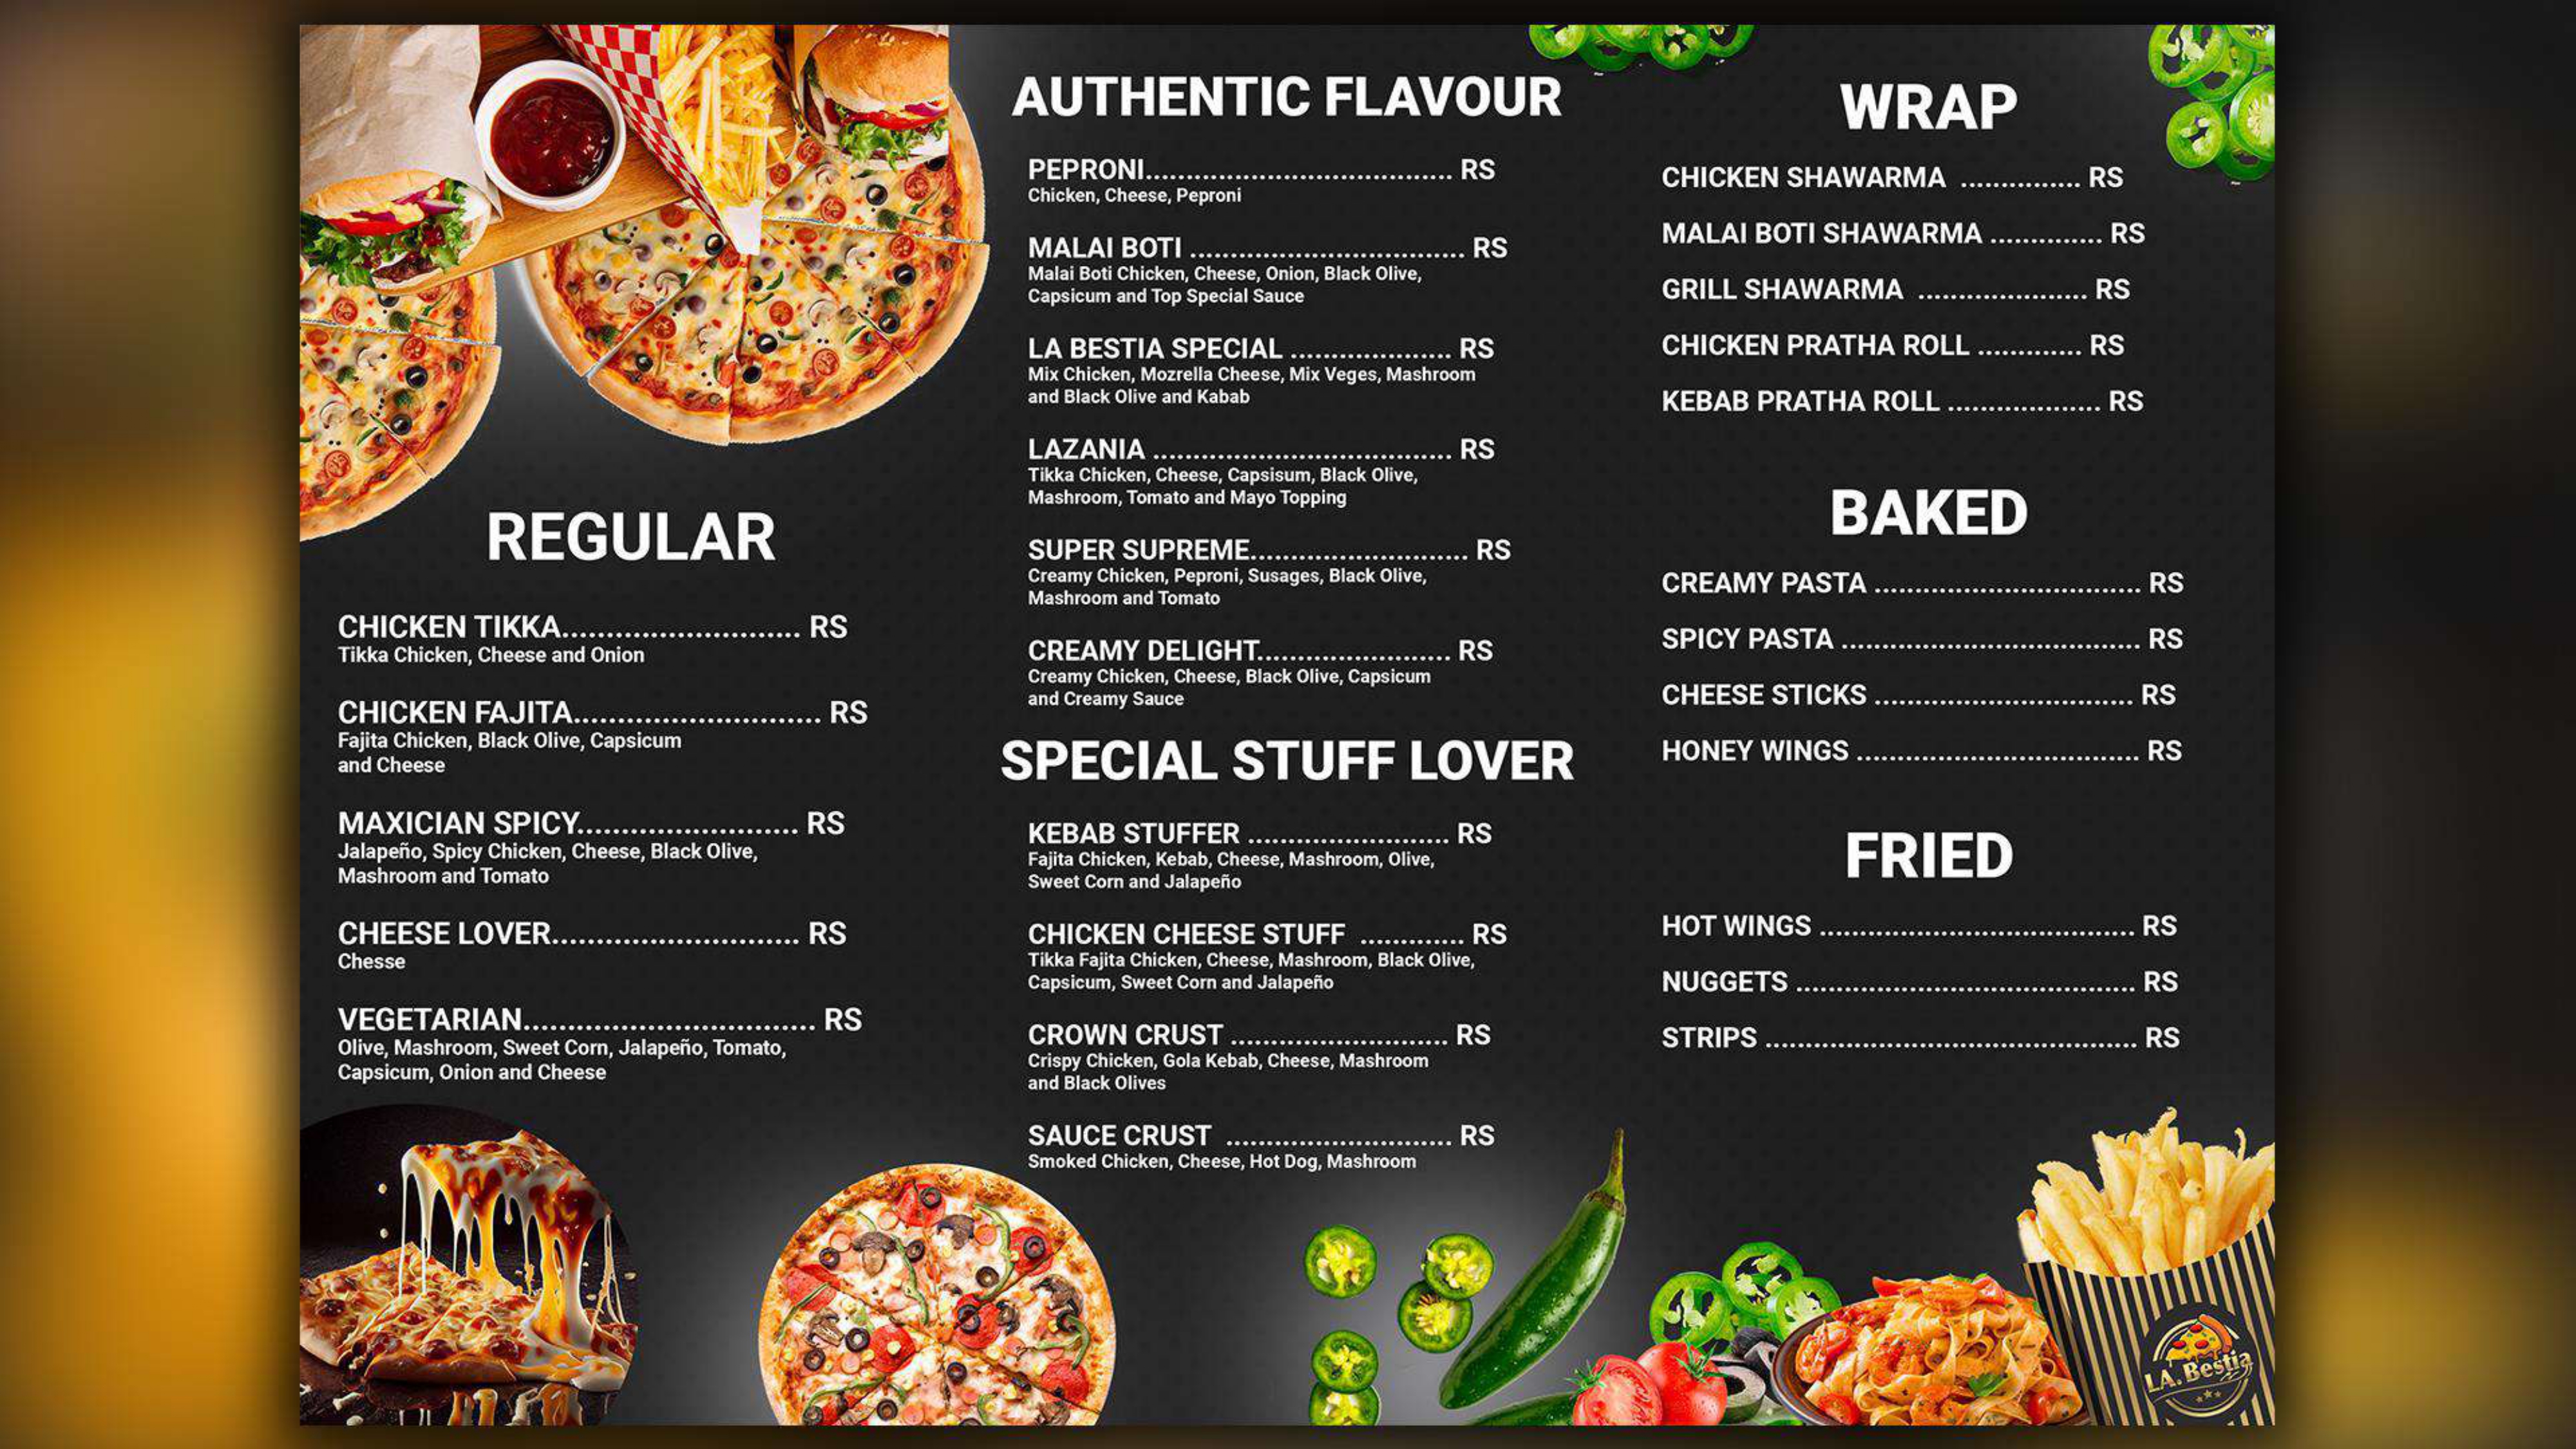 REGULAR
CHICKEN TIKKA........................... RS
Tikka Chicken, Cheese and Onion
CHICKEN FAJITA............................ RS
Fajita Chicken, Black Olive, Capsicum
and Cheese
MAXICIAN SPICY......................... RS
Jalapeño, Spicy Chicken, Cheese, Black Olive,
Mashroom and Tomato
CHEESE LOVER............................ RS
Chesse
VEGETARIAN................................. RS
Olive, Mashroom, Sweet Corn, Jalapeño, Tomato,
Capsicum, Onion and Cheese
AUTHENTIC FLAVOUR
PEPRONI...................................... RS
Chicken, Cheese, Peproni
MALAI BOTI .................................. RS
Malai Boti Chicken, Cheese, Onion, Black Olive,
Capsicum and Top Special Sauce
LA BESTIA SPECIAL .................... RS
Mix Chicken, Mozrella Cheese, Mix Veges, Mashroom
and Black Olive and Kabab
LAZANIA ..................................... RS
Tikka Chicken, Cheese, Capsisum, Black Olive,
Mashroom, Tomato and Mayo Topping
SUPER SUPREME........................... RS
Creamy Chicken, Peproni, Susages, Black Olive,
Mashroom and Tomato
CREAMY DELIGHT........................ RS
Creamy Chicken, Cheese, Black Olive, Capsicum
and Creamy Sauce
SPECIAL STUFF LOVER
KEBAB STUFFER ......................... RS
Fajita Chicken, Kebab, Cheese, Mashroom, Olive,
Sweet Corn and Jalapeño
CHICKEN CHEESE STUFF ............. RS
Tikka Fajita Chicken, Cheese, Mashroom, Black Olive,
Capsicum, Sweet Corn and Jalapeño
CROWN CRUST ........................... RS
Crispy Chicken, Gola Kebab, Cheese, Mashroom
and Black Olives
SAUCE CRUST ............................ RS
Smoked Chicken, Cheese, Hot Dog, Mashroom
WRAP
CHICKEN SHAWARMA ............... RS
MALAI BOTI SHAWARMA .............. RS
GRILL SHAWARMA ..................... RS
CHICKEN PRATHA ROLL ............. RS
KEBAB PRATHA ROLL ................... RS
BAKED
CREAMY PASTA ................................. RS
SPICY PASTA ..................................... RS
CHEESE STICKS ................................ RS
HONEY WINGS ................................... RS
FRIED
HOT WINGS ....................................... RS
NUGGETS .......................................... RS
STRIPS .............................................. RS
LA. Bestia